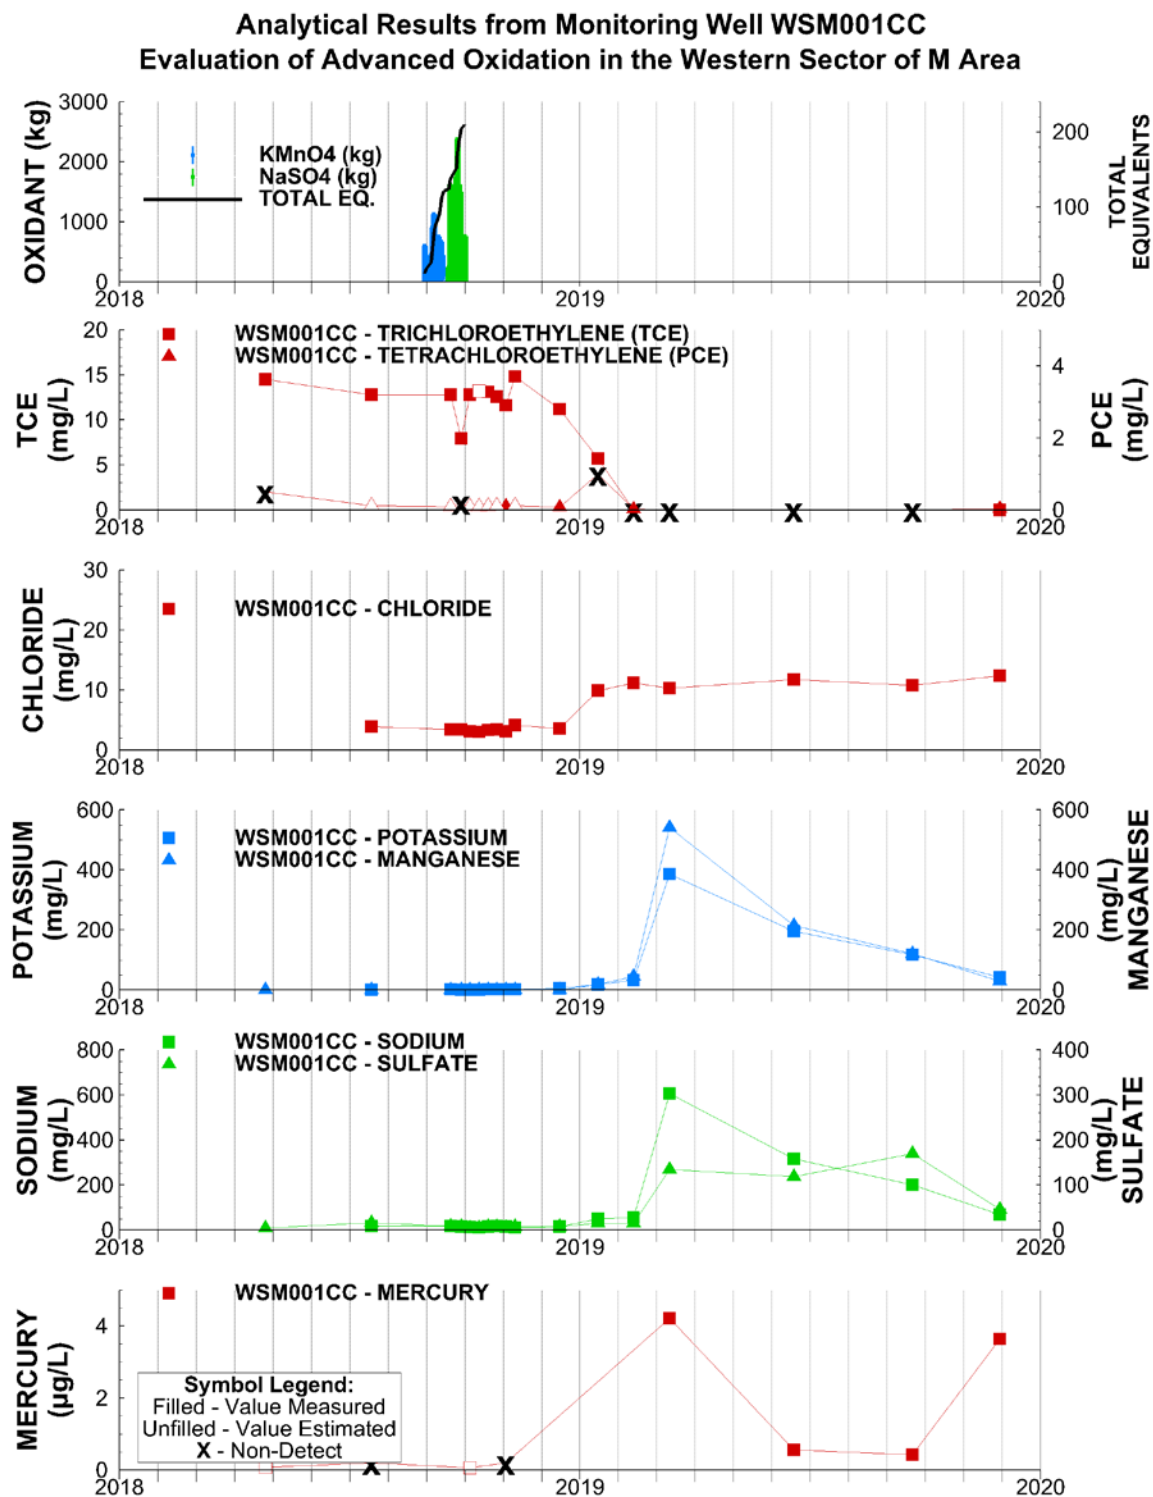 Analytical Results from Monitoring Well WSM001CC
Evaluation of Advanced Oxidation in the Western Sector of M Area
OXIDANT (kg)
3000
2000
1000
0
KMnO4 (kg)
NaSO4 (kg)
TOTAL EQ.
200
100
0
TOTAL
EQUIVALENTS
2018
2019
2020
TCE
(mg/L)
20
15
10
5
0
WSM001CC - TRICHLOROETHYLENE (TCE)
WSM001CC - TETRACHLOROETHYLENE (PCE)
X X X X X X X
4
2
0
PCE
(mg/L)
2018
2019
2020
CHLORIDE
(mg/L)
30
20
10
0
WSM001CC - CHLORIDE
2018
2019
2020
POTASSIUM
(mg/L)
600
400
200
0
WSM001CC - POTASSIUM
WSM001CC - MANGANESE
600
400
200
0
(mg/L)
MANGANESE
2018
2019
2020
SODIUM
(mg/L)
800
600
400
200
0
WSM001CC - SODIUM
WSM001CC - SULFATE
400
300
200
100
0
(mg/L)
SULFATE
2018
2019
2020
MERCURY
(µg/L)
4
2
0
WSM001CC - MERCURY
Symbol Legend:
Filled - Value Measured
Unfilled - Value Estimated
X - Non-Detect
X X
2018
2019
2020